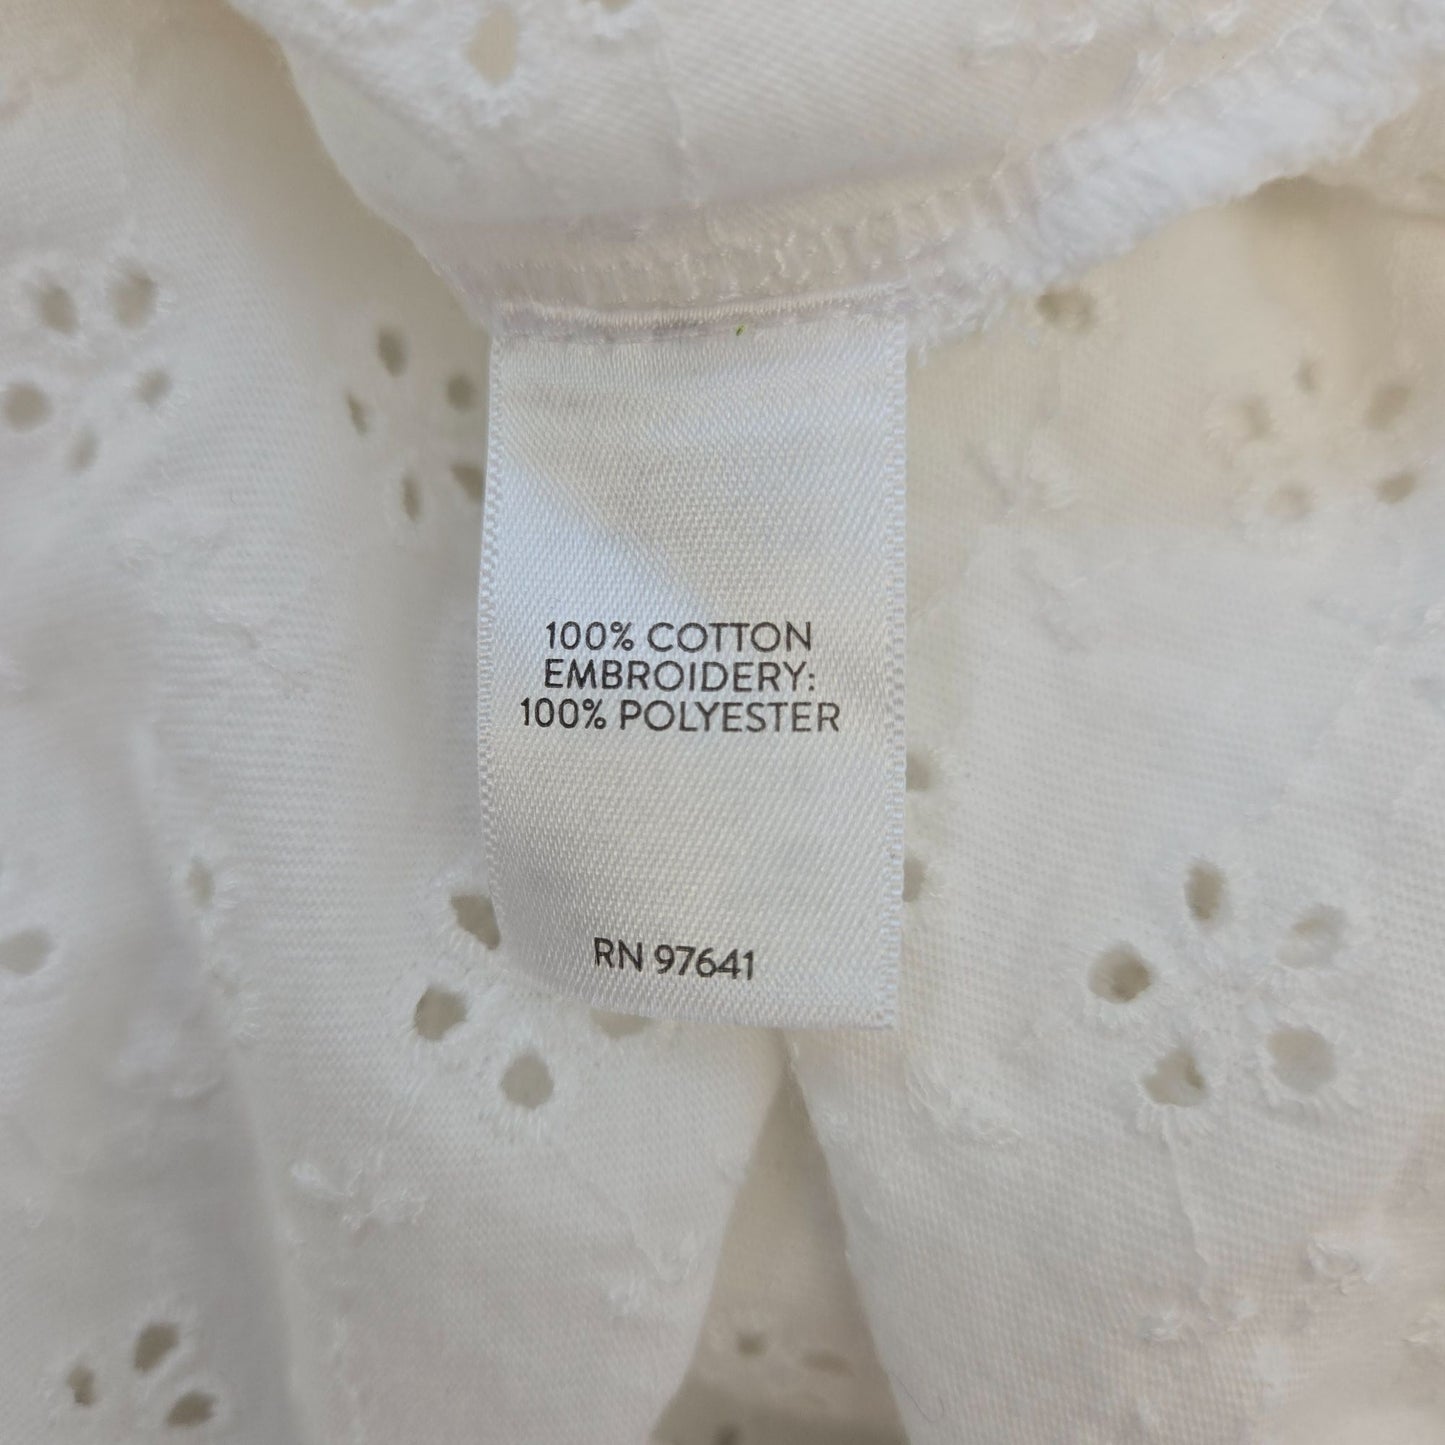 100% COTTON
EMBROIDERY:
100% POLYESTER
RN 97641